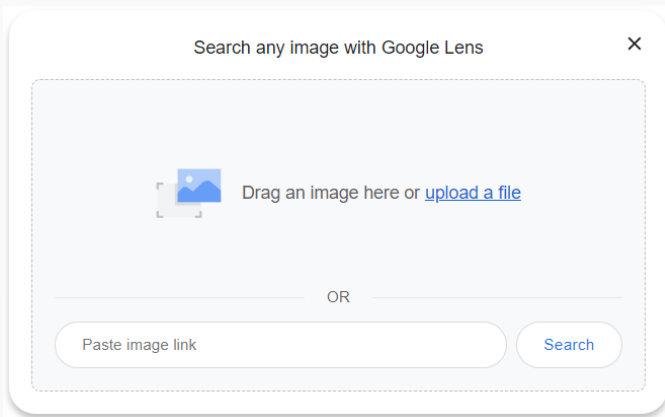 Search any image with Google Lens
Drag an image here or upload a file
OR
Paste image link
Search